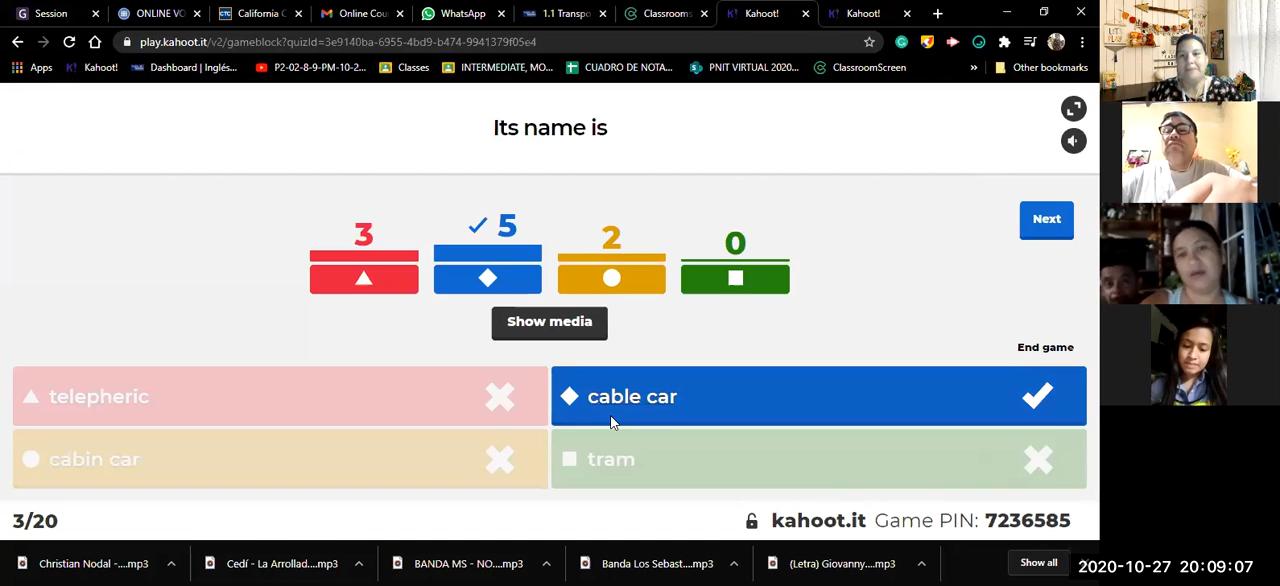 Session
ONLINE VO
California C
Online Cou
WhatsApp
1.1 Transpo
Classrooms
Kahoot!
Kahoot!
play.kahoot.it/v2/gameblock?quizId=3e9140ba-6955-4bd9-b474-9941379f05e4
Apps
Kahoot!
Dashboard | Inglés...
P2-02-8-9-PM-10-2...
Classes
INTERMEDIATE, MO...
CUADRO DE NOTA...
PNIT VIRTUAL 2020...
ClassroomScreen
»
Other bookmarks
Its name is
3
5
2
0
Next
Show media
End game
telepheric
cable car
cabin car
tram
3/20
kahoot.it Game PIN: 7236585
Christian Nodal -....mp3
Cedí - La Arrollad....mp3
BANDA MS - NO....mp3
Banda Los Sebast....mp3
(Letra) Giovanny....mp3
Show all
2020-10-27 20:09:07